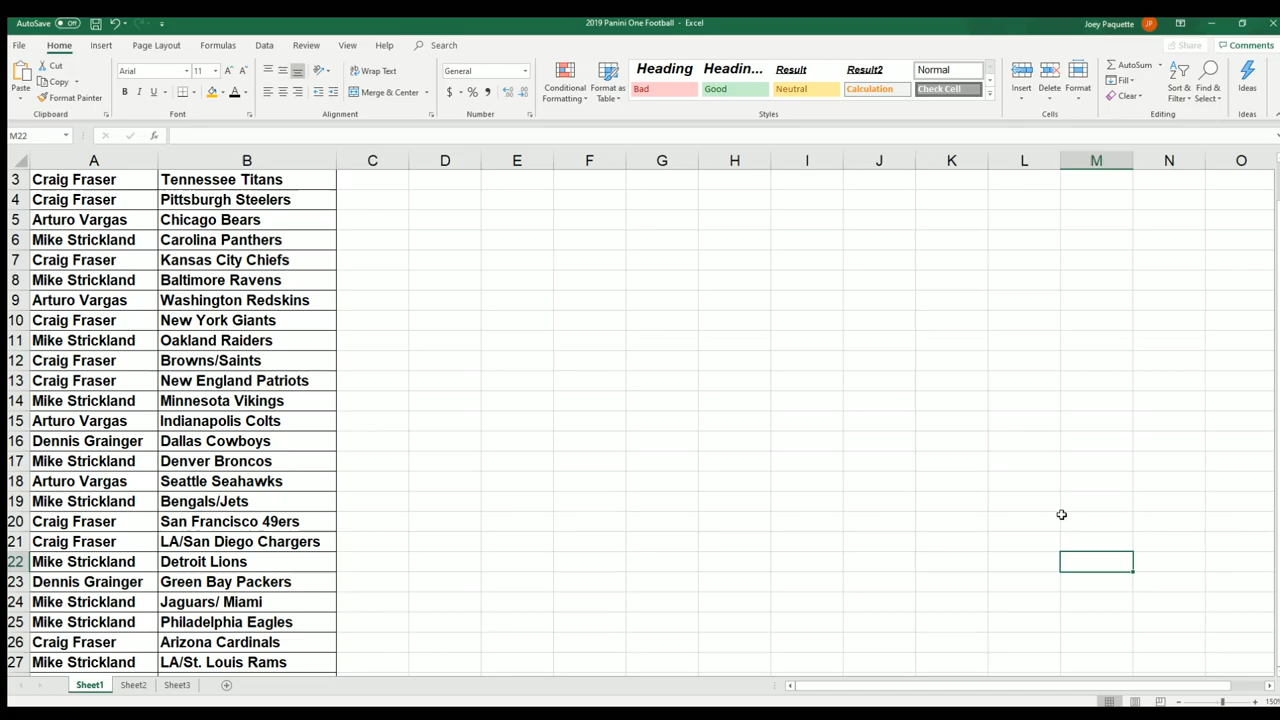 AutoSave Off 2019 Panini One Football - Excel Joey Paquette JP
File Home Insert Page Layout Formulas Data Review View Help Search Share Comments
Paste Cut Copy Format Painter Clipboard
Arial 11 A A B I U A Font
Wrap Text Merge & Center Alignment
General $ % , Number
Conditional Formatting Format as Table
Heading Headin... Result Result2 Normal
Bad Good Neutral Calculation Check Cell
Styles
Insert Delete Format Cells
AutoSum Fill Clear Sort & Filter Find & Select Editing
Ideas Ideas
M22 fx
A B C D E F G H I J K L M N O
3 Craig Fraser Tennessee Titans
4 Craig Fraser Pittsburgh Steelers
5 Arturo Vargas Chicago Bears
6 Mike Strickland Carolina Panthers
7 Craig Fraser Kansas City Chiefs
8 Mike Strickland Baltimore Ravens
9 Arturo Vargas Washington Redskins
10 Craig Fraser New York Giants
11 Mike Strickland Oakland Raiders
12 Craig Fraser Browns/Saints
13 Craig Fraser New England Patriots
14 Mike Strickland Minnesota Vikings
15 Arturo Vargas Indianapolis Colts
16 Dennis Grainger Dallas Cowboys
17 Mike Strickland Denver Broncos
18 Arturo Vargas Seattle Seahawks
19 Mike Strickland Bengals/Jets
20 Craig Fraser San Francisco 49ers
21 Craig Fraser LA/San Diego Chargers
22 Mike Strickland Detroit Lions
23 Dennis Grainger Green Bay Packers
24 Mike Strickland Jaguars/ Miami
25 Mike Strickland Philadelphia Eagles
26 Craig Fraser Arizona Cardinals
27 Mike Strickland LA/St. Louis Rams
Sheet1 Sheet2 Sheet3